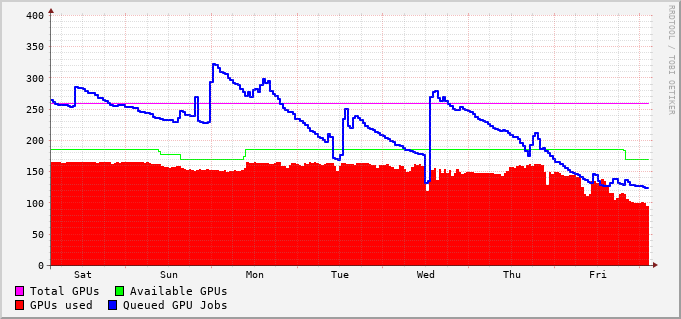 400
350
300
250
200
150
100
50
0
Sat Sun Mon Tue Wed Thu Fri
Total GPUs Available GPUs
GPUs used Queued GPU Jobs
RRDTOOL / TOBI OETIKER